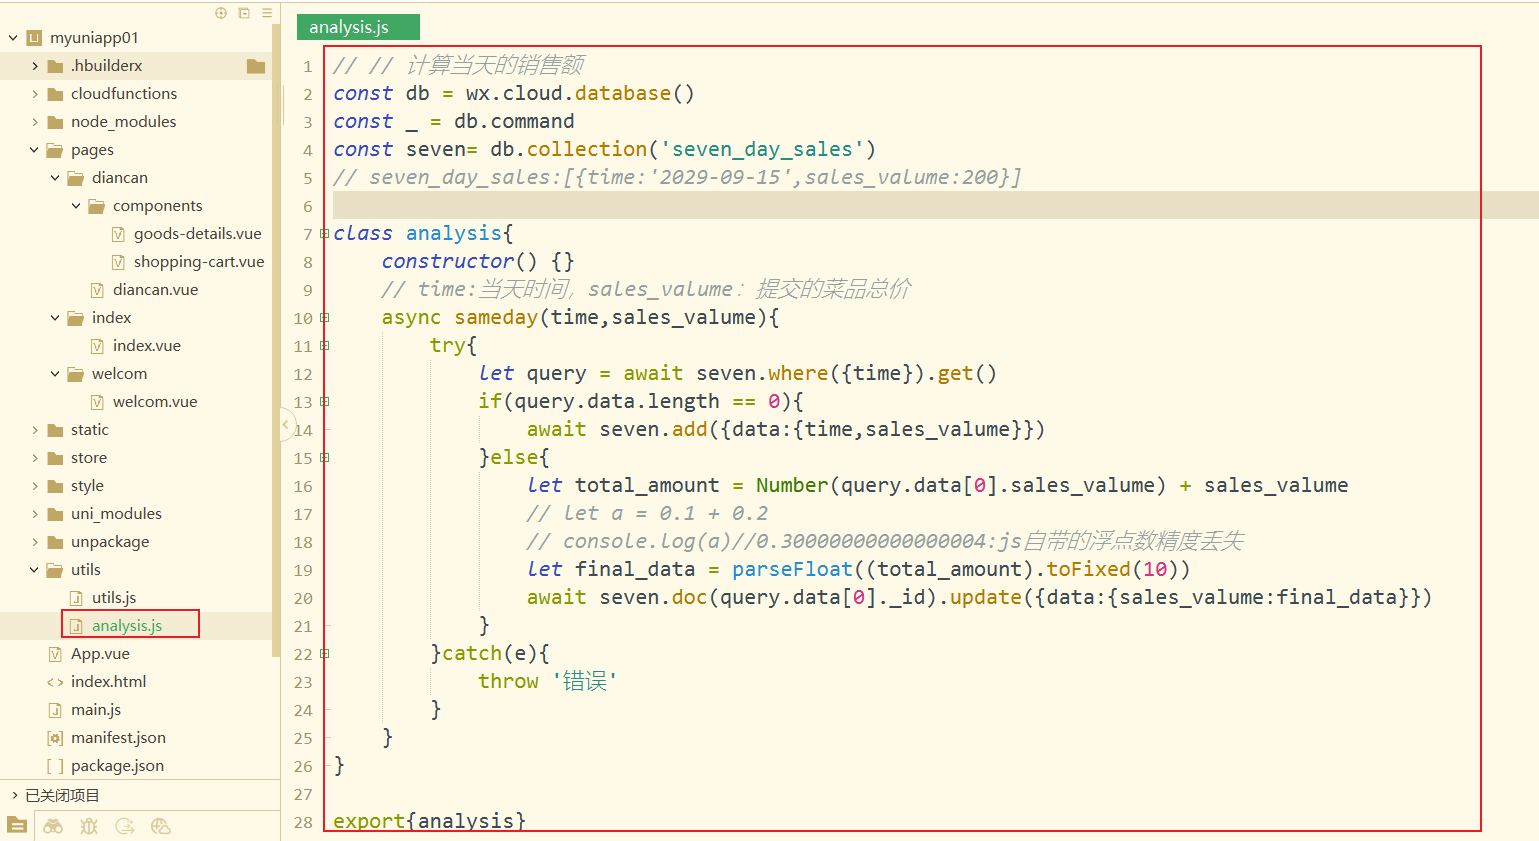 myuniapp01
.hbuilderx
cloudfunctions
node_modules
pages
diancan
components
goods-details.vue
shopping-cart.vue
diancan.vue
index
index.vue
welcom
welcom.vue
static
store
style
uni_modules
unpackage
utils
utils.js
analysis.js
App.vue
index.html
main.js
manifest.json
package.json
已关闭项目
analysis.js
1 // // 计算当天的销售额
2 const db = wx.cloud.database()
3 const _ = db.command
4 const seven= db.collection('seven_day_sales')
5 // seven_day_sales:[{time:'2029-09-15',sales_valume:200}]
6
7 class analysis{
8 constructor() {}
9 // time:当天时间，sales_valume：提交的菜品总价
10 async sameday(time,sales_valume){
11 try{
12 let query = await seven.where({time}).get()
13 if(query.data.length == 0){
14 await seven.add({data:{time,sales_valume}})
15 }else{
16 let total_amount = Number(query.data[0].sales_valume) + sales_valume
17 // let a = 0.1 + 0.2
18 // console.log(a)//0.30000000000000004:js自带的浮点数精度丢失
19 let final_data = parseFloat((total_amount).toFixed(10))
20 await seven.doc(query.data[0]._id).update({data:{sales_valume:final_data}})
21 }
22 }catch(e){
23 throw '错误'
24 }
25 }
26 }
27
28 export{analysis}